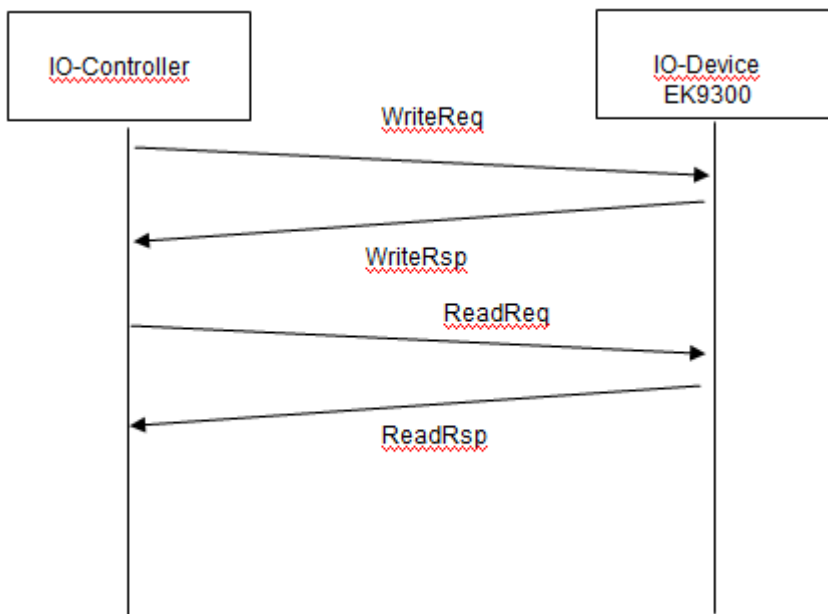 IO-Controller
IO-Device
EK9300
WriteReq
WriteRsp
ReadReq
ReadRsp